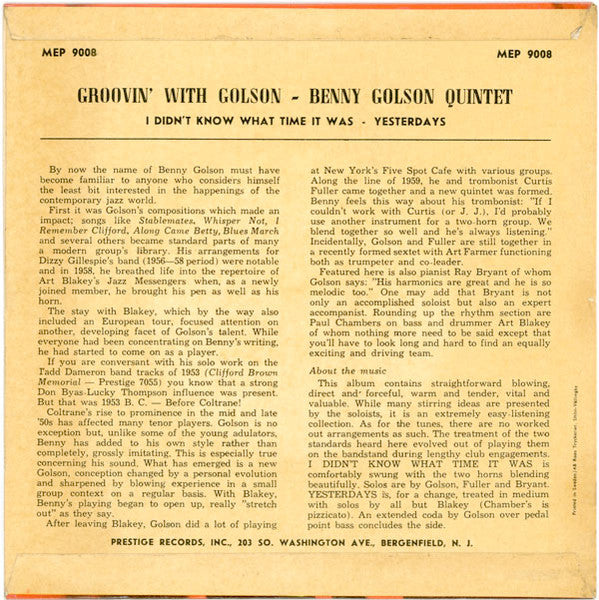 MEP 9008
MEP 9008
GROOVIN' WITH GOLSON - BENNY GOLSON QUINTET
I DIDN'T KNOW WHAT TIME IT WAS - YESTERDAYS
By now the name of Benny Golson must have
become familiar to anyone who considers himself
the least bit interested in the happenings of the
contemporary jazz world.
First it was Golson's compositions which made an
impact; songs like Stablemates, Whisper Not, I
Remember Clifford, Along Came Betty, Blues March
and several others became standard parts of many
a modern group's library. His arrangements for
Dizzy Gillespie's band (1956—58 period) were notable
and in 1958, he breathed life into the repertoire of
Art Blakey's Jazz Messengers when, as a newly
joined member, he brought his pen as well as his
horn.
The stay with Blakey, which by the way also
included an European tour, focused attention on
another, developing facet of Golson's talent. While
everyone had been concentrating on Benny's writing,
he had started to come on as a player.
If you are conversant with his solo work on the
Tadd Dameron band tracks of 1953 (Clifford Brown
Memorial — Prestige 7055) you know that a strong
Don Byas-Lucky Thompson influence was present.
But that was 1953 B. C. — Before Coltrane!
Coltrane's rise to prominence in the mid and late
'50s has affected many tenor players. Golson is no
exception but, unlike some of the young adulators,
Benny has added to his own style rather than
completely, grossly imitating. This is especially true
concerning his sound. What has emerged is a new
Golson, conception changed by a personal evolution
and sharpened by blowing experience in a small
group context on a regular basis. With Blakey,
Benny's playing began to open up, really "stretch
out" as they say.
After leaving Blakey, Golson did a lot of playing
at New York's Five Spot Cafe with various groups.
Along the line of 1959, he and trombonist Curtis
Fuller came together and a new quintet was formed.
Benny feels this way about his trombonist: "If I
couldn't work with Curtis (or J. J.), I'd probably
use another instrument for a two-horn group. We
blend together so well and he's always listening."
Incidentally, Golson and Fuller are still together in
a recently formed sextet with Art Farmer functioning
both as trumpeter and co-leader.
Featured here is also pianist Ray Bryant of whom
Golson says: "His harmonics are great and he is so
melodic too." One may add that Bryant is not
only an accomplished soloist but also an expert
accompanist. Rounding up the rhythm section are
Paul Chambers on bass and drummer Art Blakey
of whom nothing more need to be said except that
you'll have to look long and hard to find an equally
exciting and driving team.
About the music
This album contains straightforward blowing,
direct and forceful, warm and tender, vital and
valuable. While many stirring ideas are presented
by the soloists, it is an extremely easy-listening
session. As for the tunes, there are no worked
out arrangements as such. The treatment of the two
standards heard here evolved out of playing them
on the bandstand during lengthy club engagements.
I DIDN'T KNOW WHAT TIME IT WAS is
comfortably swung with the two horns blending
beautifully. Solos are by Golson, Fuller and Bryant.
YESTERDAYS is, for a change, treated in medium
with solos by all but Blakey (Chamber's is
pizzicato). An extended coda by Golson over pedal
point bass concludes the side.
PRESTIGE RECORDS, INC., 203 SO. WASHINGTON AVE., BERGENFIELD, N. J.
Printed in Sweden